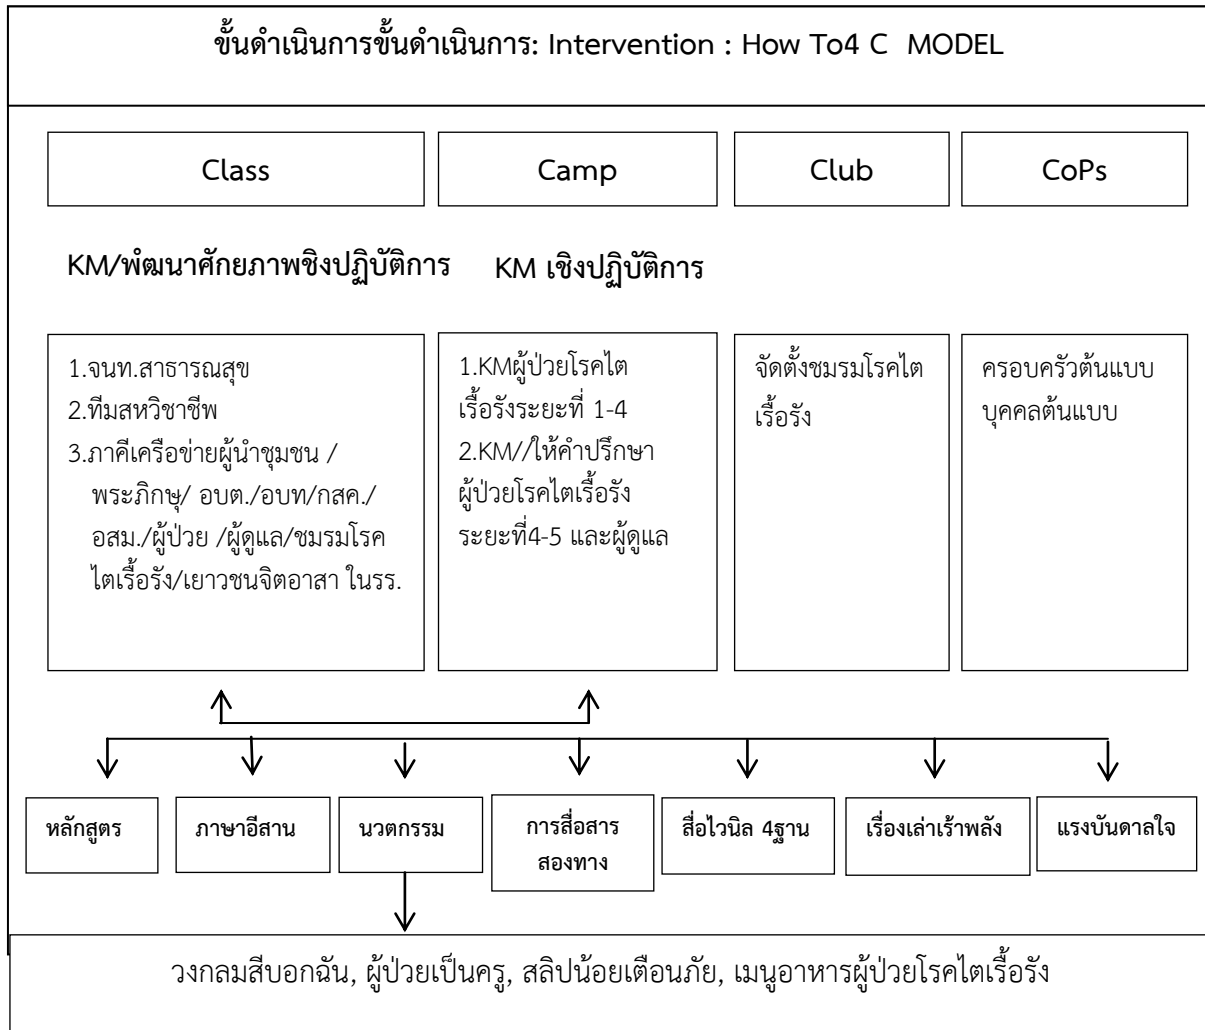 ขั้นดำเนินการขั้นดำเนินการ: Intervention : How To4 C MODEL
Class
Camp
Club
CoPs
KM/พํฒนาศักยภาพชิงปฏิบัติการ
KM เชิงปฏิบัติการ
1.จนท.สาธารณสุข
2.ทีมสหวิชาชีพ
3.ภาคีเครือข่ายผู้นำชุมชน /
พระภิกษุ/ อบต./อบท/กสค./
อสม./ผู้ป่วย /ผู้ดูแล/ชมรมโรค
ไตเรื้อรัง/เยาวชนจิตอาสา ในรร.
1.KMผู้ป่วยโรคไต
เรื้อรังระยะที่ 1-4
2.KM//ให้คำปรึกษา
ผู้ป่วยโรคไตเรื้อรัง
ระยะที่4-5 และผู้ดูแล
จัดตั้งชมรมโรคไต
เรื้อรัง
ครอบครัวต้นแบบ
บุคคลต้นแบบ
หลักสูตร
ภาษาอีสาน
นวตกรรม
การสื่อสาร
สองทาง
สื่อไวนิล 4ฐาน
เรื่องเล่าเร้าพลัง
แรงบันดาลใจ
วงกลมสีบอกฉัน, ผู้ป่วยเป็นครู, สลิปน้อยเตือนภัย, เมนูอาหารผู้ป่วยโรคไตเรื้อรัง